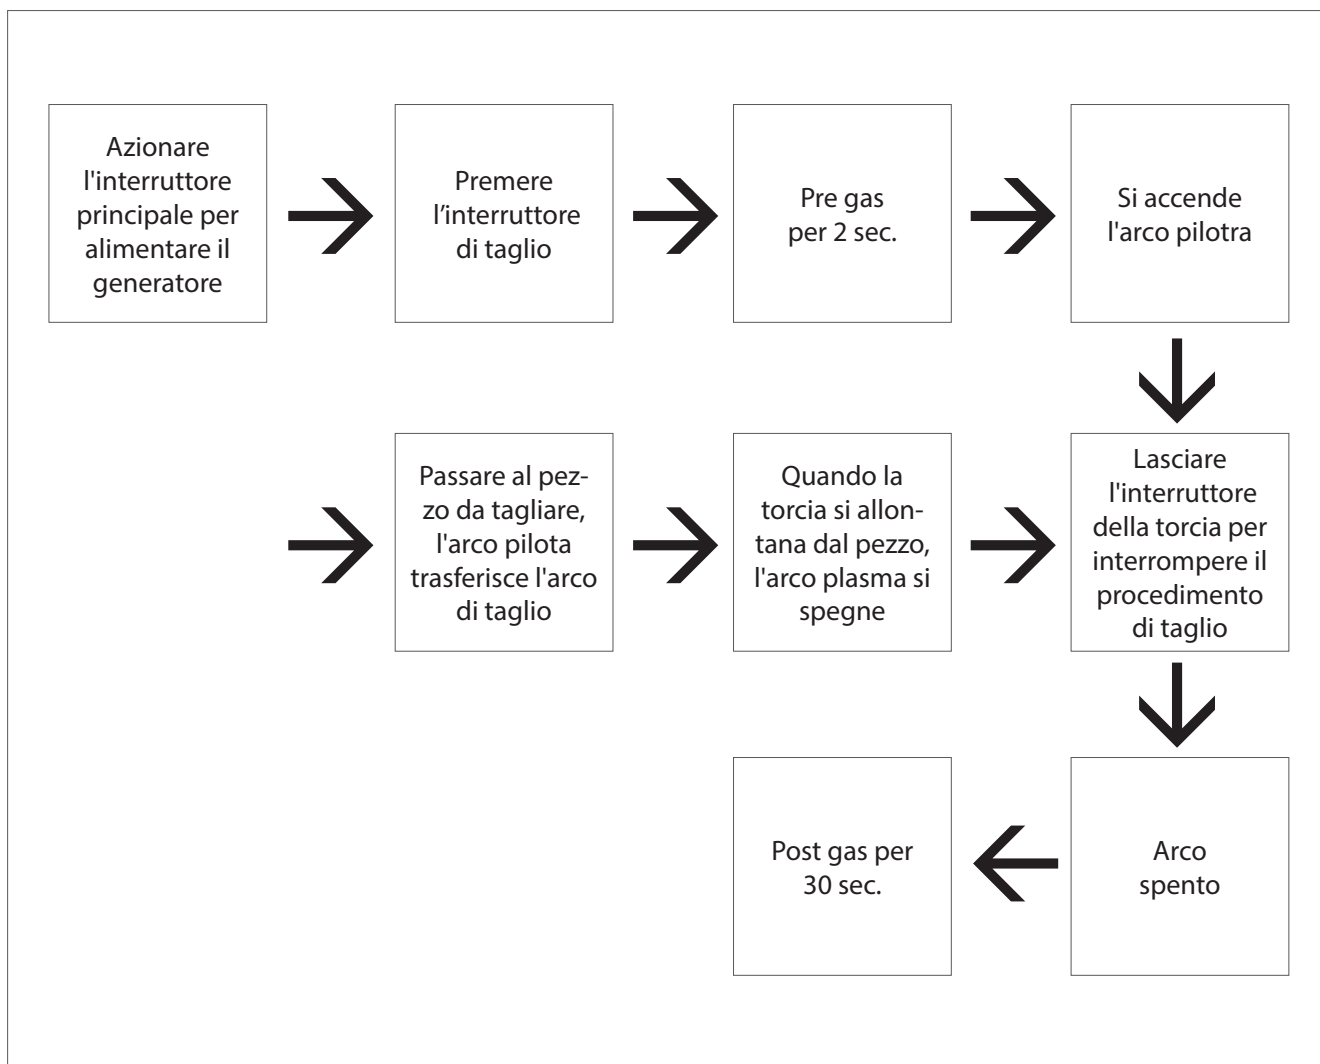 Azionare
l'interruttore
principale per
alimentare il
generatore
Premere
l’interruttore
di taglio
Pre gas
per 2 sec.
Si accende
l'arco pilotra
Passare al pez-
zo da tagliare,
l'arco pilota
trasferisce l'arco
di taglio
Quando la
torcia si allon-
tana dal pezzo,
l'arco plasma si
spegne
Lasciare
l'interruttore
della torcia per
interrompere il
procedimento
di taglio
Post gas per
30 sec.
Arco
spento